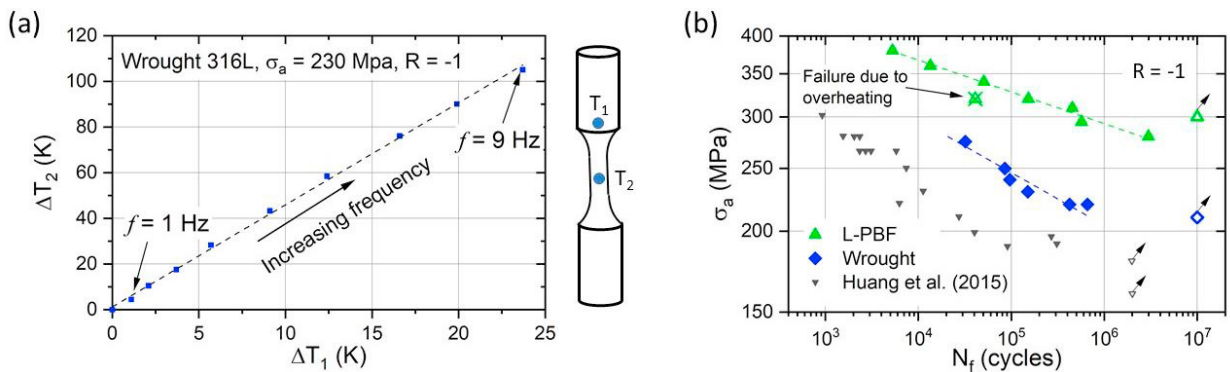 (a)
120
100
80
60
40
20
0
ΔT₂ (K)
Wrought 316L, σₐ = 230 Mpa, R = -1
f = 9 Hz
f = 1 Hz
Increasing frequency
0
5
10
15
20
25
ΔT₁ (K)
T₁
T₂
(b)
400
350
300
250
200
150
σₐ (MPa)
R = -1
Failure due to
overheating
L-PBF
Wrought
Huang et al. (2015)
10³
10⁴
10⁵
10⁶
10⁷
N_f (cycles)